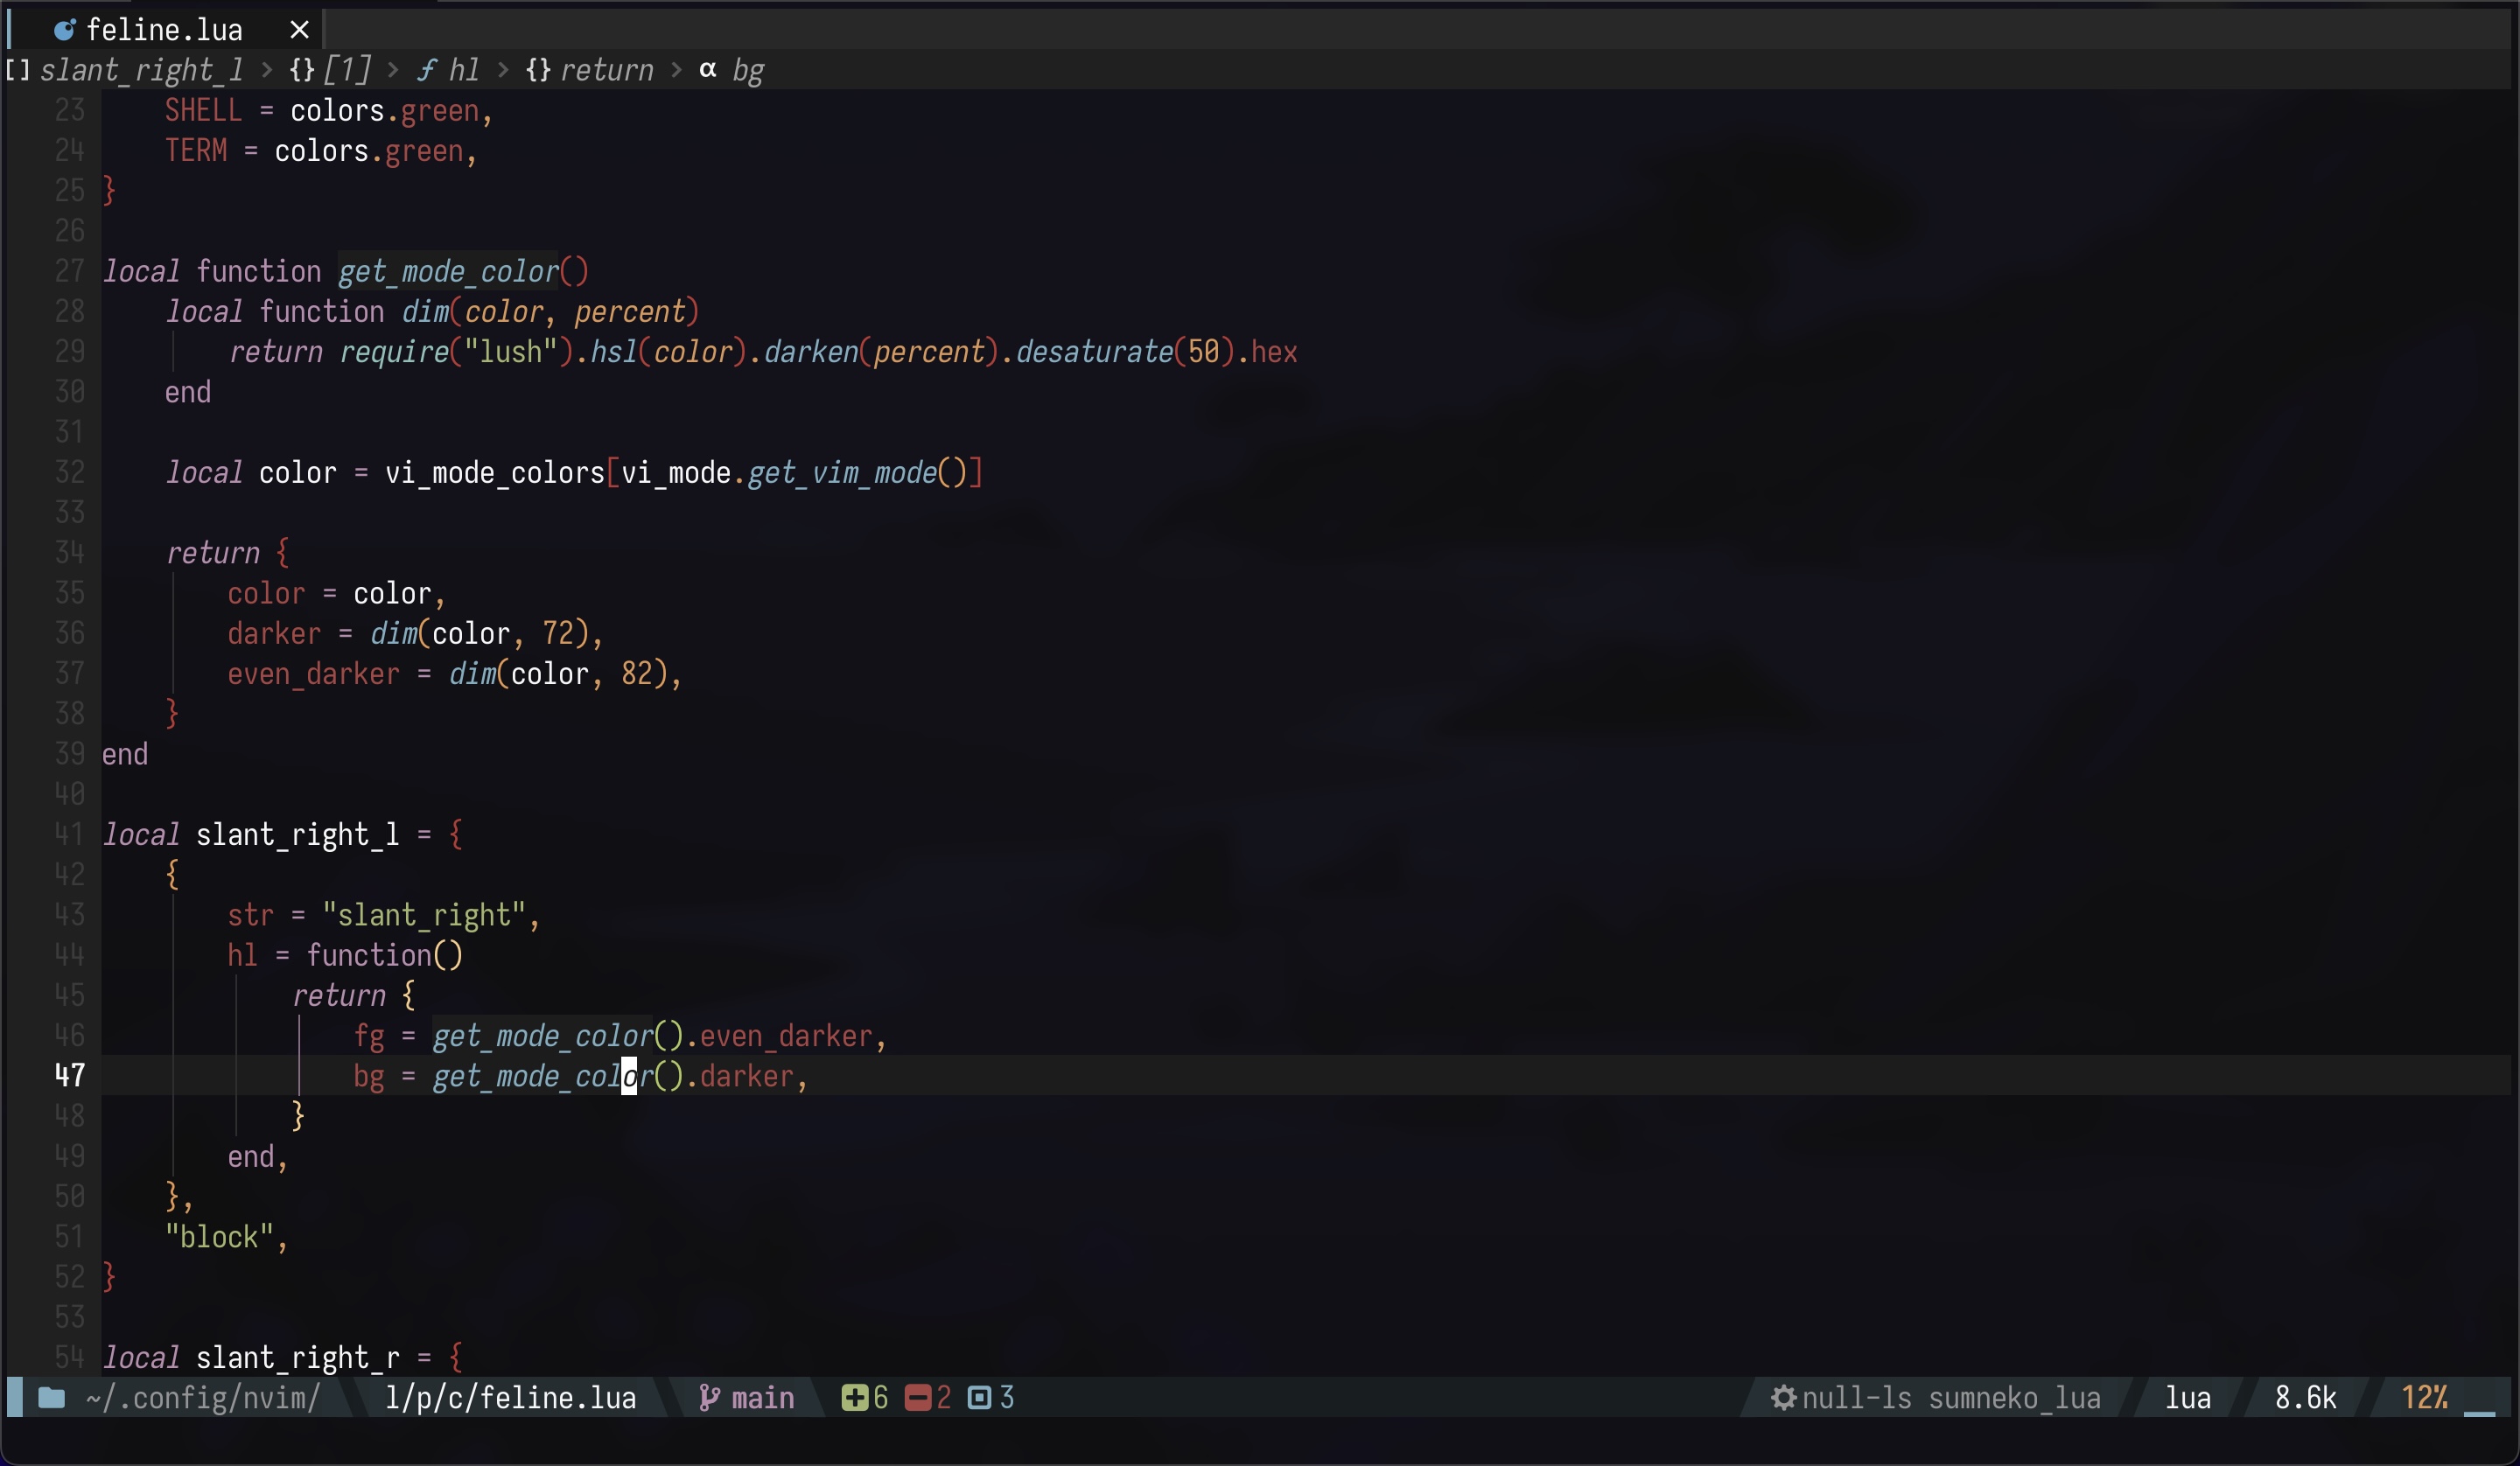 feline.lua ×
[] slant_right_l > {} [1] > ƒ hl > {} return > α bg
23     SHELL = colors.green,
24     TERM = colors.green,
25 }
26
27 local function get_mode_color()
28     local function dim(color, percent)
29         return require("lush").hsl(color).darken(percent).desaturate(50).hex
30     end
31
32     local color = vi_mode_colors[vi_mode.get_vim_mode()]
33
34     return {
35         color = color,
36         darker = dim(color, 72),
37         even_darker = dim(color, 82),
38     }
39 end
40
41 local slant_right_l = {
42     {
43         str = "slant_right",
44         hl = function()
45             return {
46                 fg = get_mode_color().even_darker,
47                 bg = get_mode_color().darker,
48             }
49         end,
50     },
51     "block",
52 }
53
54 local slant_right_r = {
~/.config/nvim/ l/p/c/feline.lua main 6 2 3 null-ls sumneko_lua lua 8.6k 12%